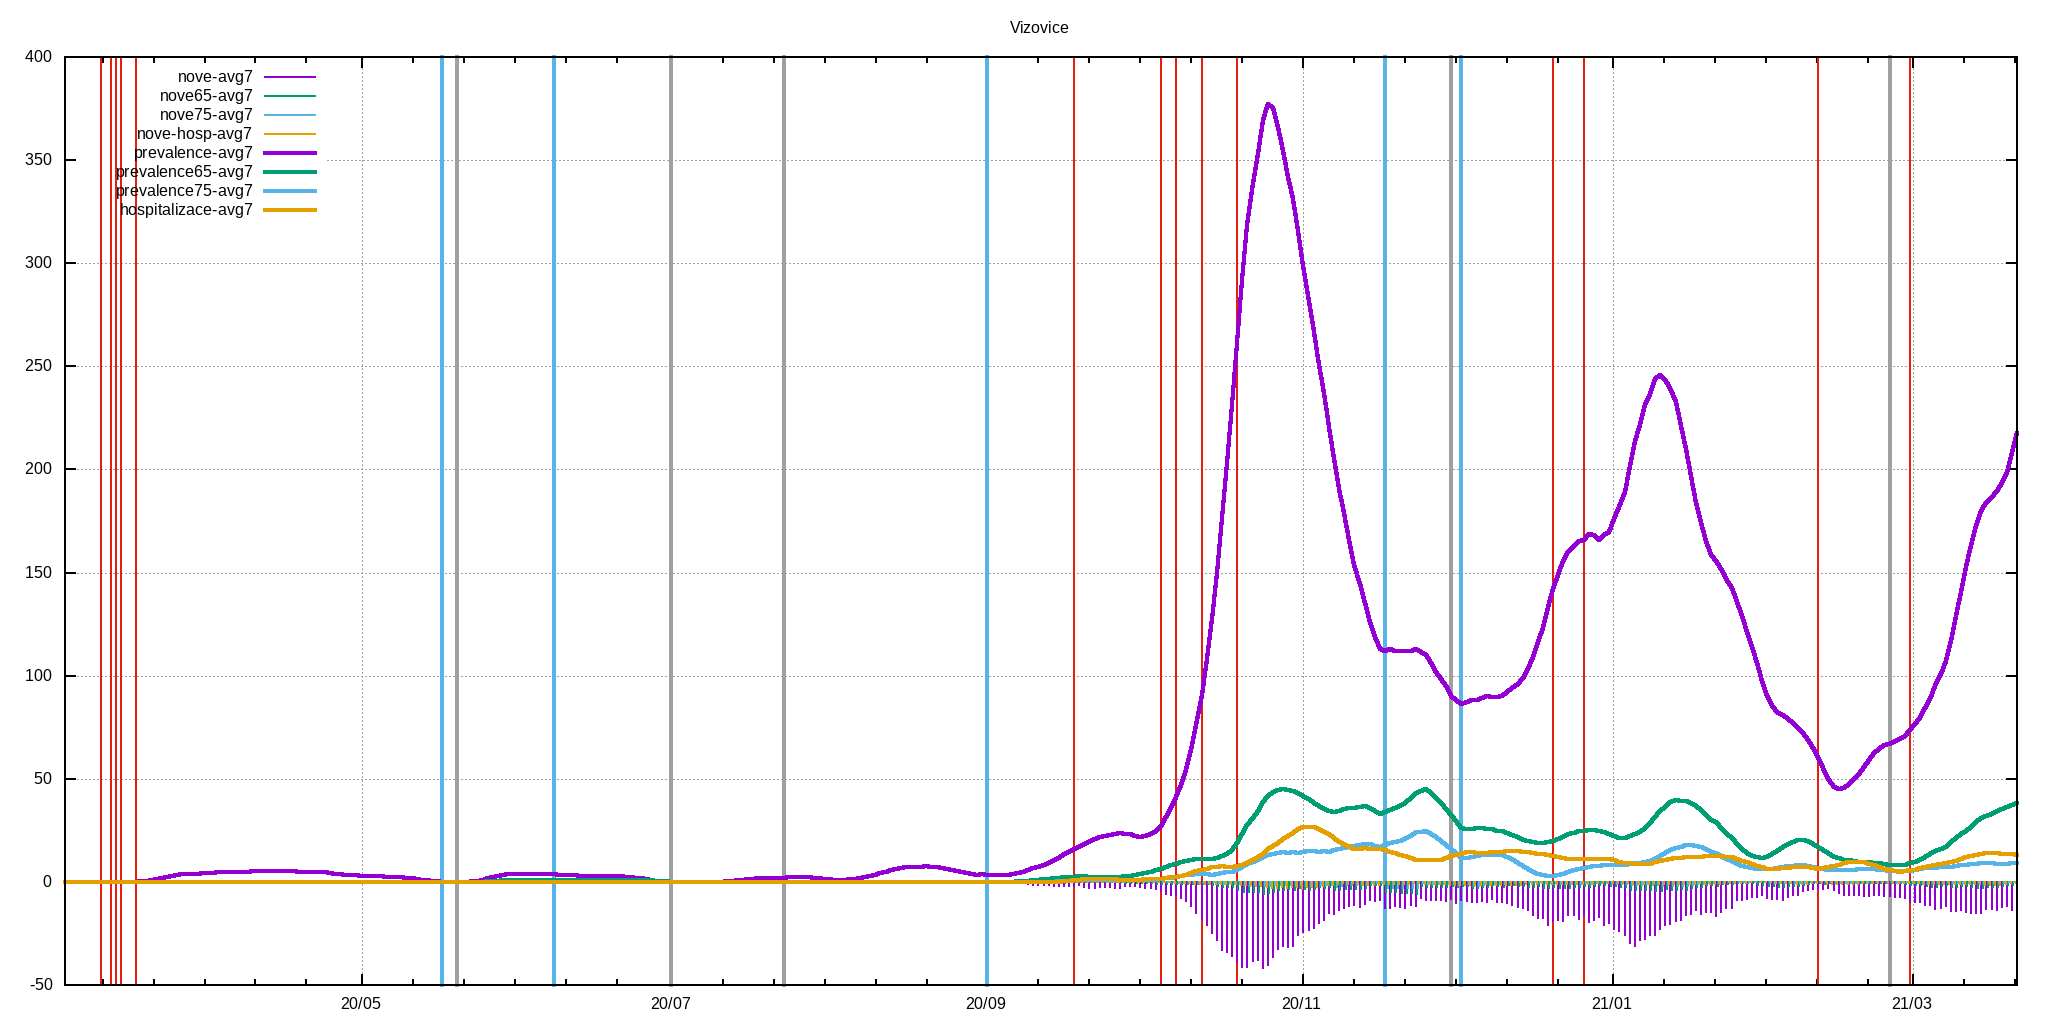 Vizovice
400
350
300
250
200
150
100
50
0
-50
nove-avg7
nove65-avg7
nove75-avg7
nove-hosp-avg7
prevalence-avg7
prevalence65-avg7
prevalence75-avg7
hospitalizace-avg7
20/05
20/07
20/09
20/11
21/01
21/03